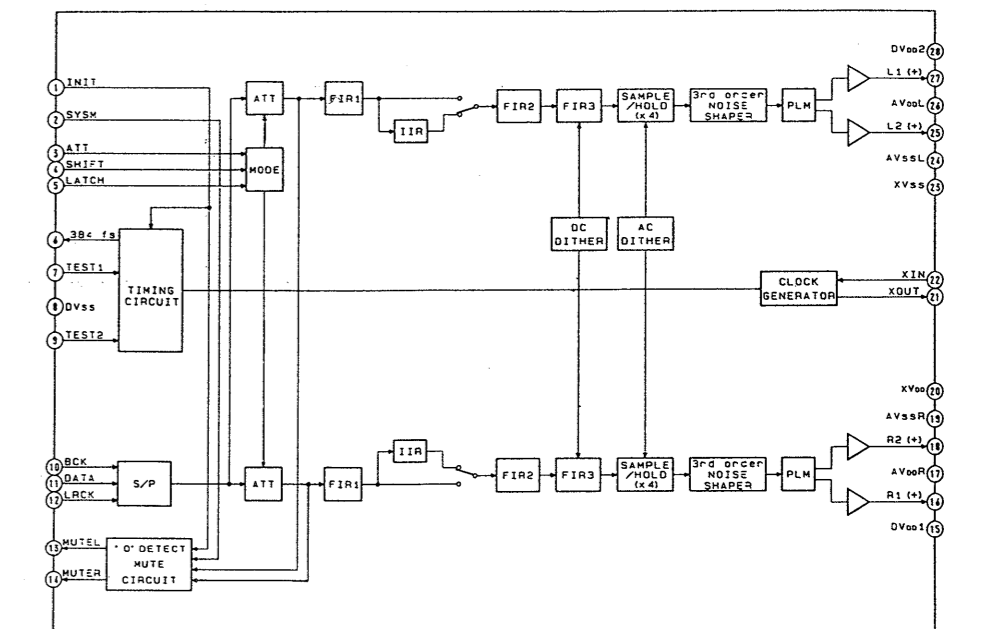 1 INIT
2 SYSM
3 ATT
4 SHIFT
5 LATCH
6 384 fs
7 TEST1
8 DVss
9 TEST2
10 BCK
11 DATA
12 LRCK
13 MUTEL
14 MUTER
ATT
MODE
TIMING
CIRCUIT
S/P
ATT
"0" DETECT
MUTE
CIRCUIT
FIR1
IIR
FIR2
FIR3
SAMPLE
/HOLD
(x 4)
3rd order
NOISE
SHAPER
PLM
DC
DITHER
AC
DITHER
CLOCK
GENERATOR
FIR1
IIR
FIR2
FIR3
SAMPLE
/HOLD
(x 4)
3rd order
NOISE
SHAPER
PLM
DVDD2 28
L1 (+) 27
AVDDL 26
L2 (+) 25
AVssL 24
XVss 23
XIN 22
XOUT 21
XVDD 20
AVssR 19
R2 (+) 18
AVDDR 17
R1 (+) 16
DVDD1 15